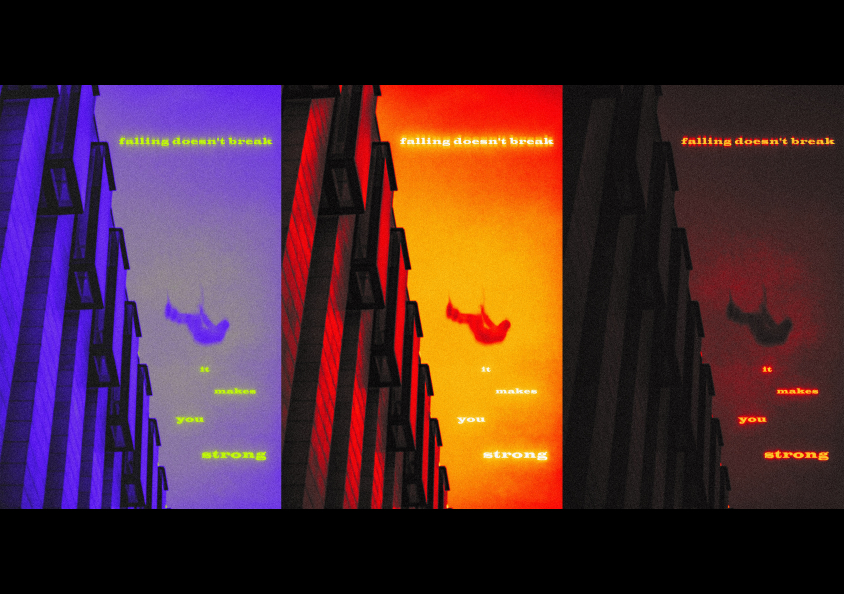 falling doesn't break
it
makes
you
strong
falling doesn't break
it
makes
you
strong
falling doesn't break
it
makes
you
strong